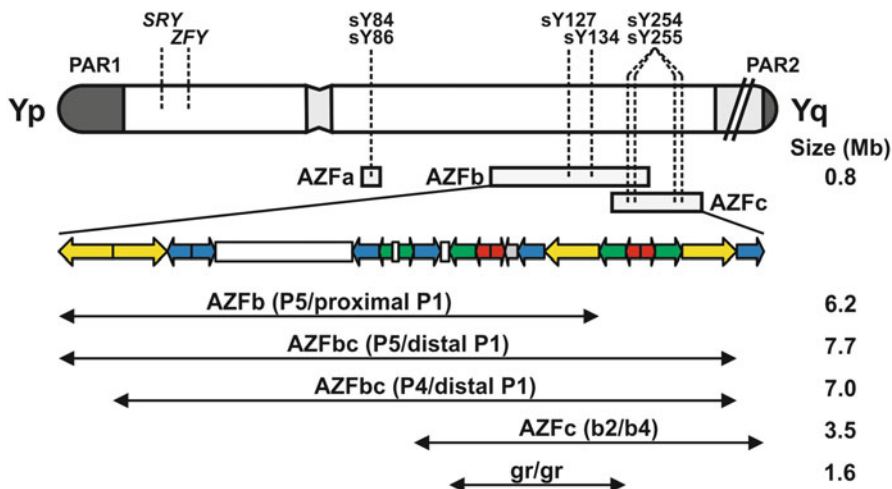 SRY
ZFY
sY84
sY86
sY127
sY134
sY254
sY255
PAR1
PAR2
Yp
Yq
Size (Mb)
AZFa
AZFb
0.8
AZFc
AZFb (P5/proximal P1)
6.2
AZFbc (P5/distal P1)
7.7
AZFbc (P4/distal P1)
7.0
AZFc (b2/b4)
3.5
gr/gr
1.6